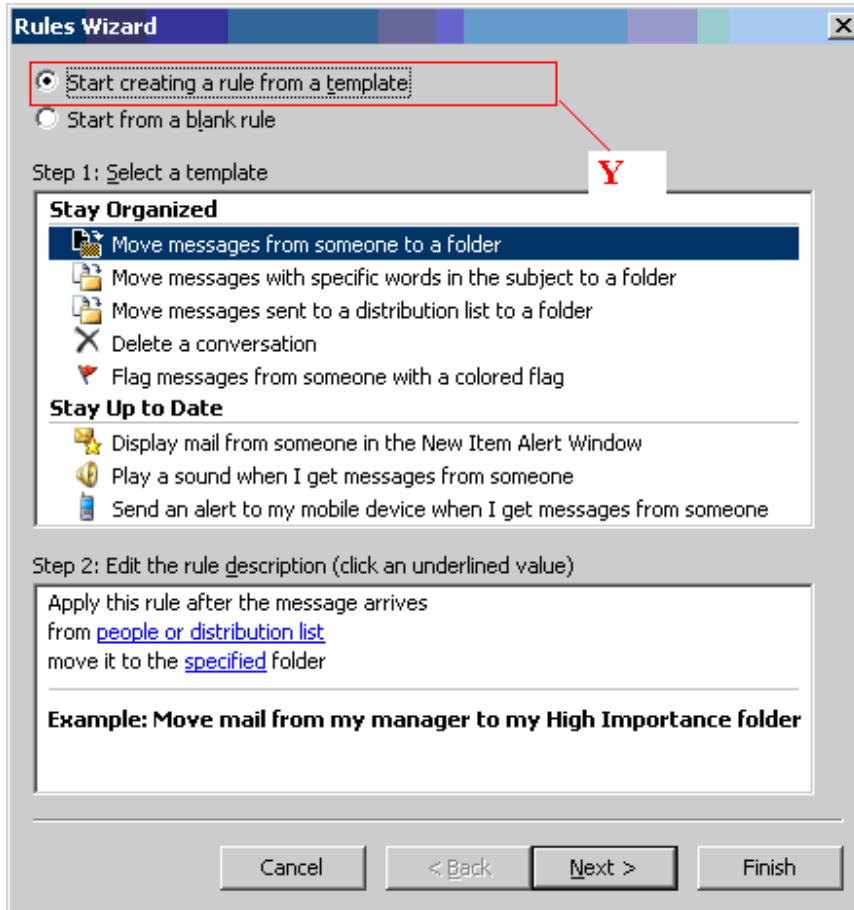 Rules Wizard
Start creating a rule from a template
Start from a blank rule
Y
Step 1: Select a template
Stay Organized
Move messages from someone to a folder
Move messages with specific words in the subject to a folder
Move messages sent to a distribution list to a folder
Delete a conversation
Flag messages from someone with a colored flag
Stay Up to Date
Display mail from someone in the New Item Alert Window
Play a sound when I get messages from someone
Send an alert to my mobile device when I get messages from someone
Step 2: Edit the rule description (click an underlined value)
Apply this rule after the message arrives
from people or distribution list
move it to the specified folder
Example: Move mail from my manager to my High Importance folder
Cancel < Back Next > Finish